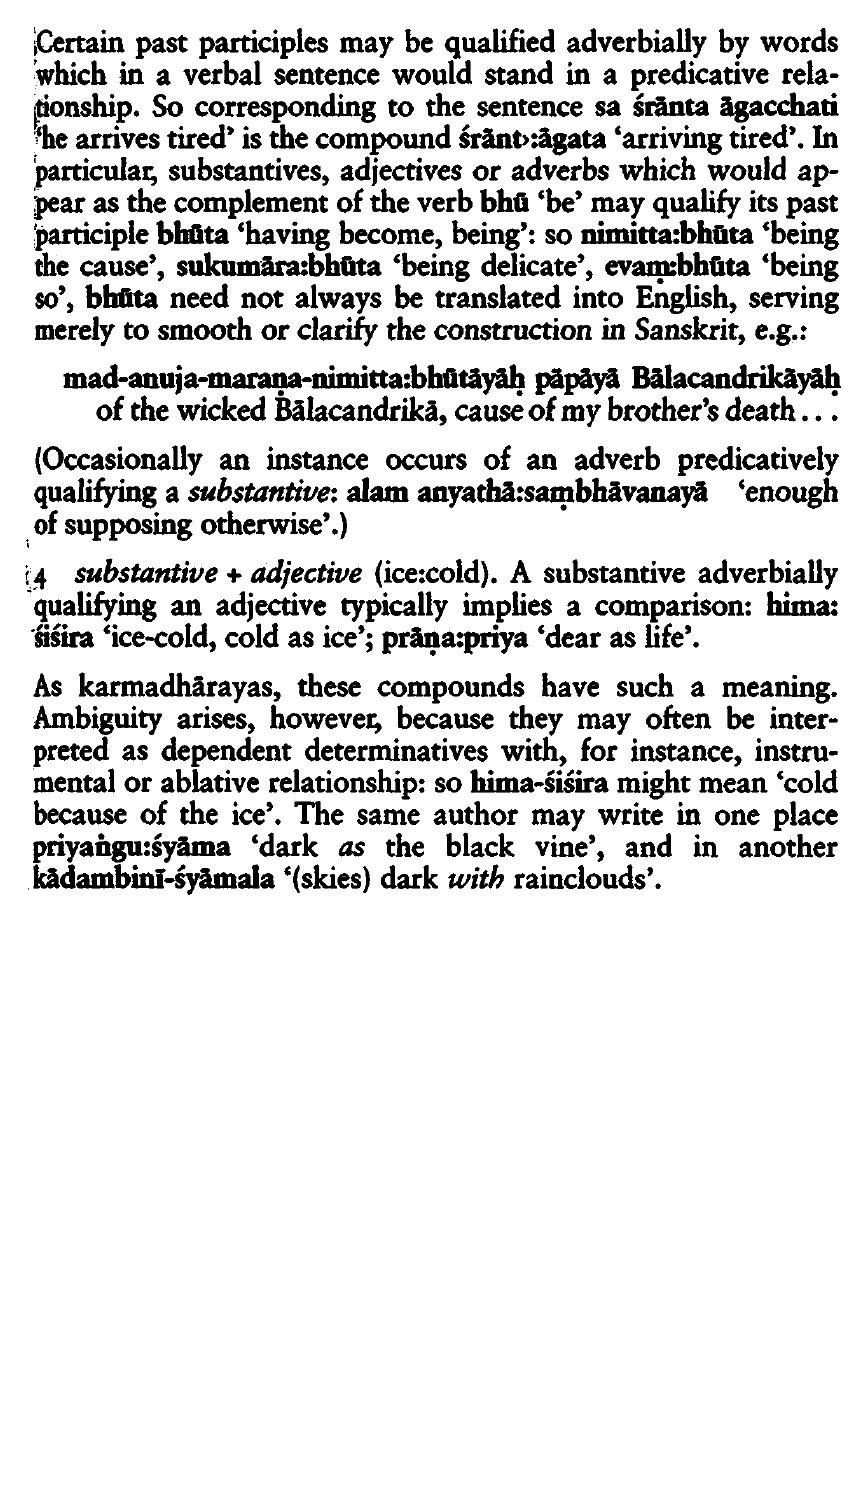 Certain past participles may be qualified adverbially by words
which in a verbal sentence would stand in a predicative rela-
tionship. So corresponding to the sentence sa śrānta āgacchati
‘he arrives tired’ is the compound śrānt›:āgata ‘arriving tired’. In
particular, substantives, adjectives or adverbs which would ap-
pear as the complement of the verb bhū ‘be’ may qualify its past
participle bhūta ‘having become, being’: so nimitta:bhūta ‘being
the cause’, sukumāra:bhūta ‘being delicate’, evaṃ:bhūta ‘being
so’, bhūta need not always be translated into English, serving
merely to smooth or clarify the construction in Sanskrit, e.g.:
mad-anuja-maraṇa-nimitta:bhūtāyāḥ pāpāyā Bālacandrikāyāḥ
of the wicked Bālacandrikā, cause of my brother’s death . . .
(Occasionally an instance occurs of an adverb predicatively
qualifying a substantive: alam anyathā:saṃbhāvanayā ‘enough
of supposing otherwise’.)
4 substantive + adjective (ice:cold). A substantive adverbially
qualifying an adjective typically implies a comparison: hima:
śiśira ‘ice-cold, cold as ice’; prāṇa:priya ‘dear as life’.
As karmadhārayas, these compounds have such a meaning.
Ambiguity arises, however, because they may often be inter-
preted as dependent determinatives with, for instance, instru-
mental or ablative relationship: so hima-śiśira might mean ‘cold
because of the ice’. The same author may write in one place
priyaṅgu:śyāma ‘dark as the black vine’, and in another
kādambinī-śyāmala ‘(skies) dark with rainclouds’.